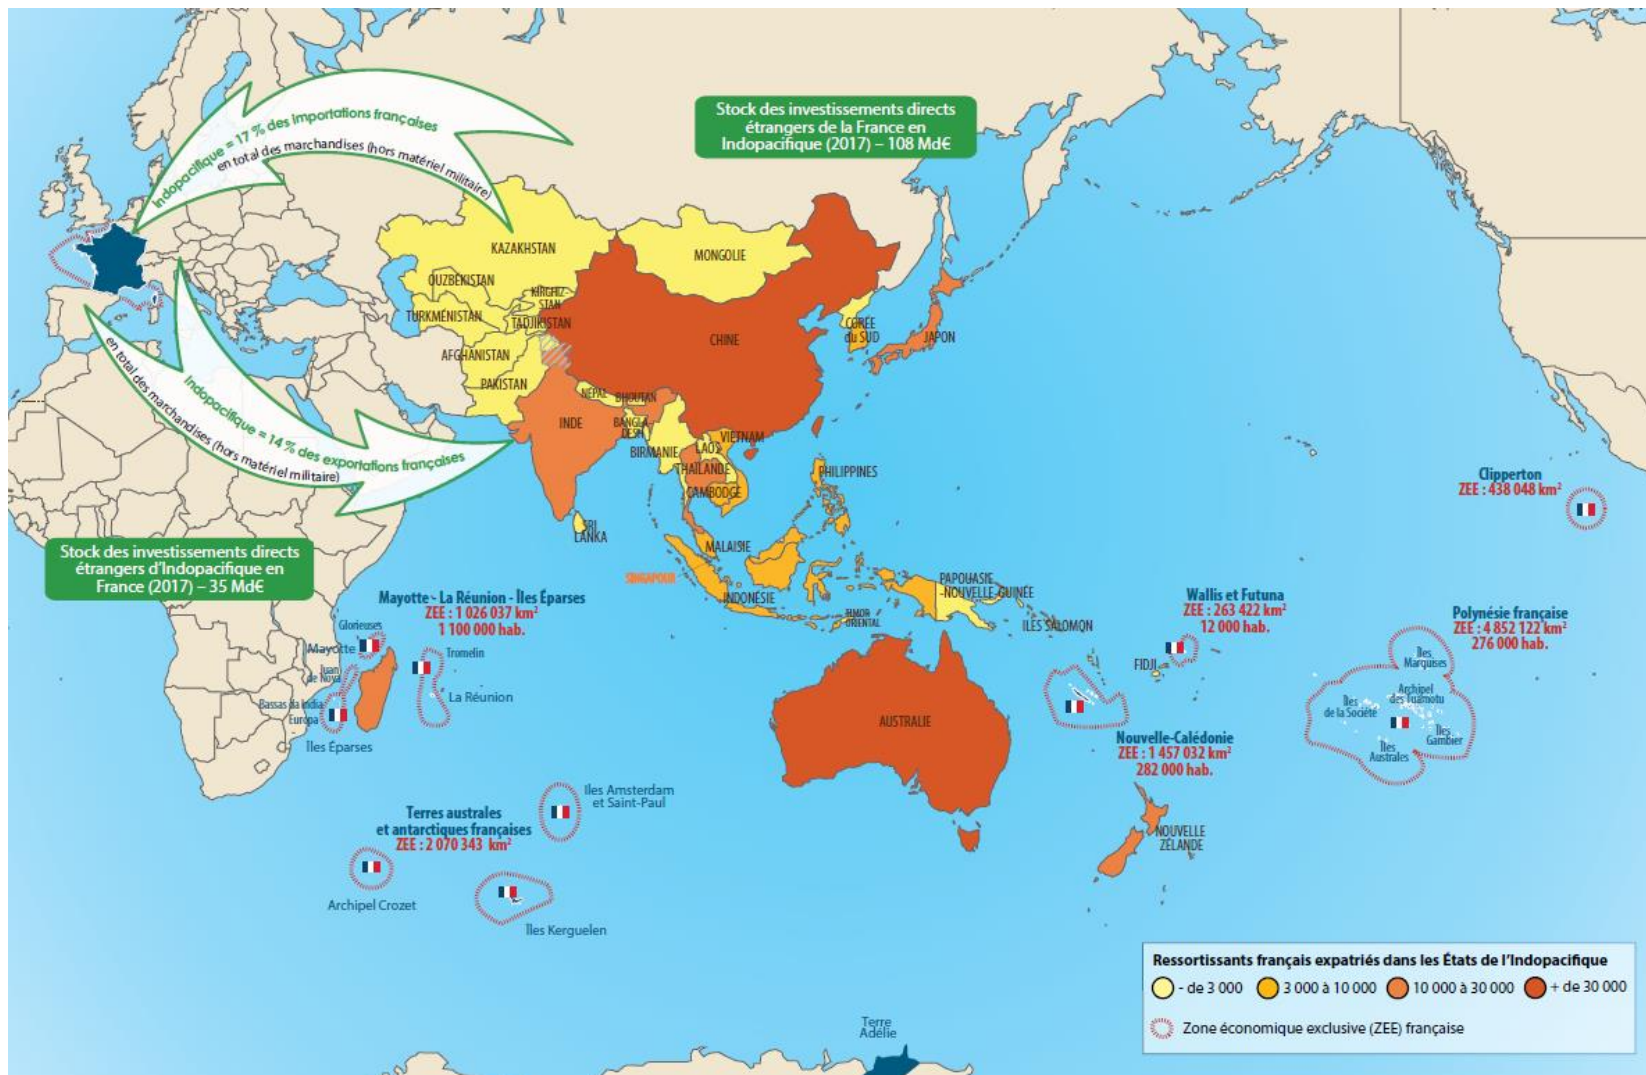 Indopacifique = 17 % des importations françaises
en total des marchandises (hors matériel militaire)
Stock des investissements directs
étrangers de la France en
Indopacifique (2017) – 108 Md€
KAZAKHSTAN
MONGOLIE
OUZBÉKISTAN
KIRGHIZ-
STAN
TURKMÉNISTAN
TADJIKISTAN
CHINE
CORÉE
du SUD
JAPON
AFGHANISTAN
PAKISTAN
NÉPAL
BHOUTAN
INDE
BANGLA
DESH
BIRMANIE
LAOS
VIETNAM
THAÏLANDE
CAMBODGE
PHILIPPINES
SRI
LANKA
MALAISIE
SINGAPOUR
INDONÉSIE
TIMOR
ORIENTAL
PAPOUASIE
-NOUVELLE-GUINÉE
ILES SALOMON
FIDJI
AUSTRALIE
NOUVELLE
ZÉLANDE
Indopacifique = 14 % des exportations françaises
en total des marchandises (hors matériel militaire)
Stock des investissements directs
étrangers d'Indopacifique en
France (2017) – 35 Md€
Mayotte - La Réunion - Îles Éparses
ZEE : 1 026 037 km²
1 100 000 hab.
Glorieuses
Mayotte
Juan
de Nova
Bassas da India
Europa
Îles Éparses
Tromelin
La Réunion
Clipperton
ZEE : 438 048 km²
Wallis et Futuna
ZEE : 263 422 km²
12 000 hab.
Polynésie française
ZEE : 4 852 122 km²
276 000 hab.
Îles
Marquises
Archipel
des Tuamotu
Îles
de la Société
Îles
Gambier
Îles
Australes
Nouvelle-Calédonie
ZEE : 1 457 032 km²
282 000 hab.
Iles Amsterdam
et Saint-Paul
Terres australes
et antarctiques françaises
ZEE : 2 070 343 km²
Archipel Crozet
Îles Kerguelen
Terre
Adélie
Ressortissants français expatriés dans les États de l'Indopacifique
- de 3 000
3 000 à 10 000
10 000 à 30 000
+ de 30 000
Zone économique exclusive (ZEE) française